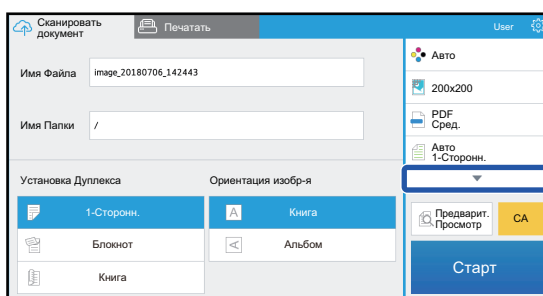 Сканировать
документ
Печатать
User
Имя Файла
image_20180706_142443
Имя Папки
/
Установка Дуплекса
Ориентация изобр-я
1-Сторонн.
A
Книга
Блокнот
A
Альбом
Книга
Авто
200x200
PDF
Сред.
Авто
1-Сторонн.
Предварит.
Просмотр
CA
Старт